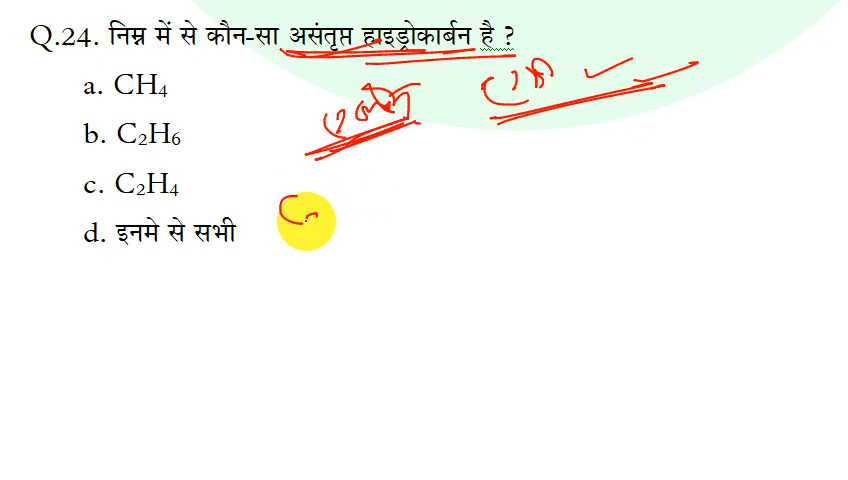 Q.24. निम्न में से कौन-सा असंतृप्त हाइड्रोकार्बन है ?
a. CH₄
b. C₂H₆
c. C₂H₄
d. इनमे से सभी